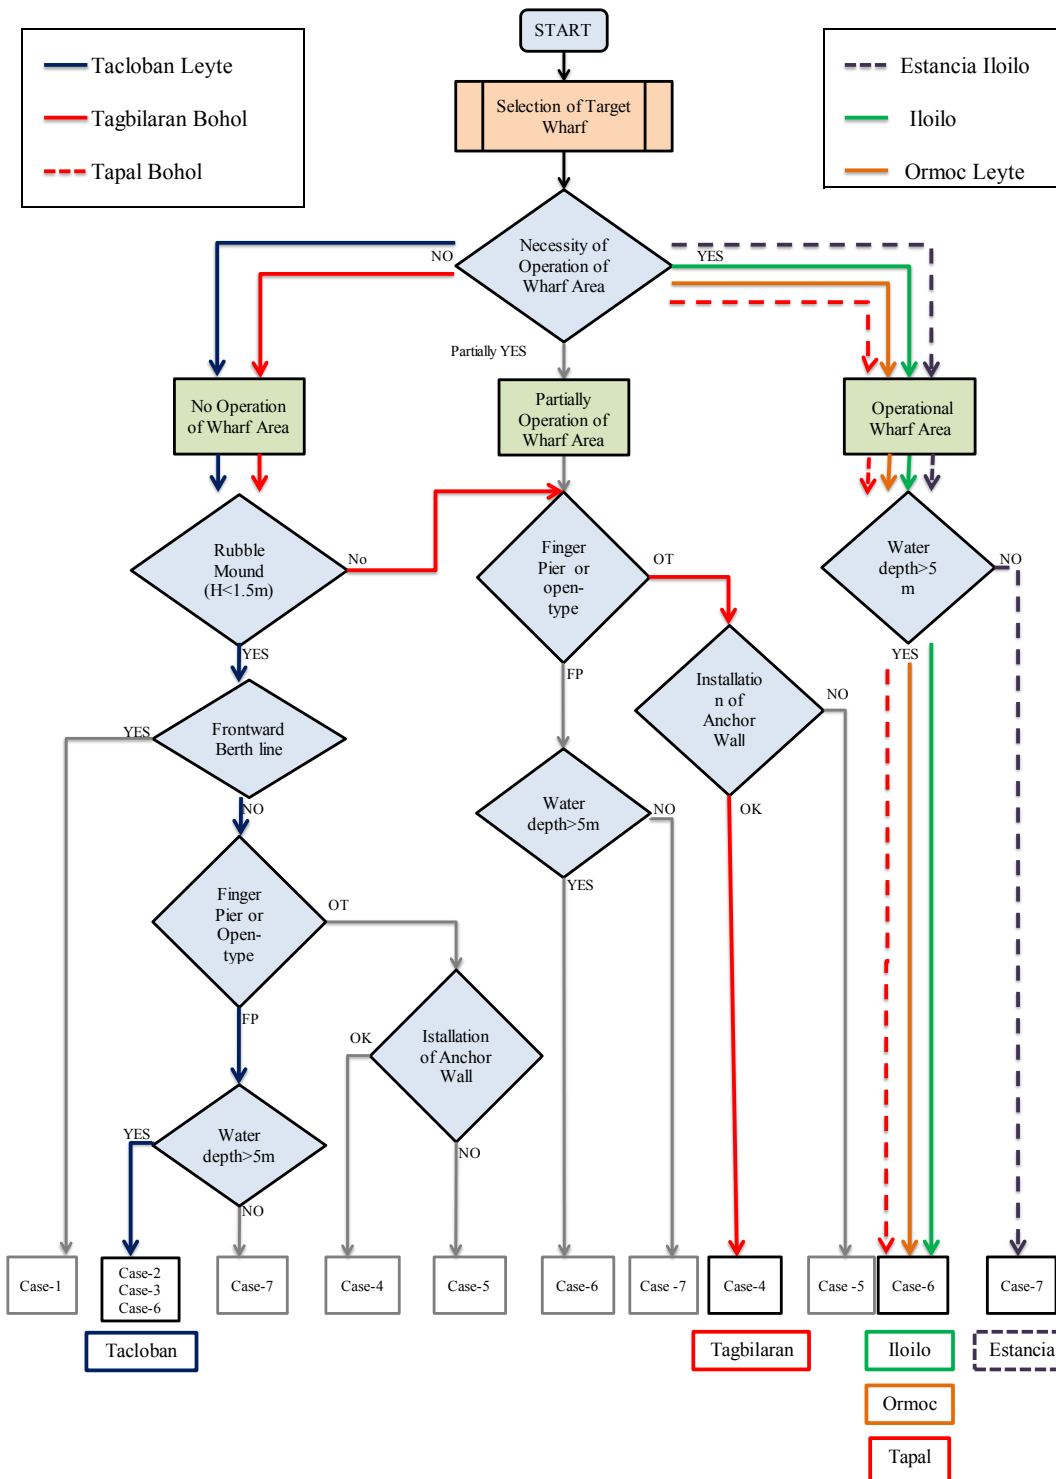 START
Tacloban Leyte
Tagbilaran Bohol
Tapal Bohol
Estancia Iloilo
Iloilo
Ormoc Leyte
Selection of Target
Wharf
Necessity of
Operation of
Wharf Area
NO
YES
Partially YES
No Operation
of Wharf Area
Partially
Operation of
Wharf Area
Operational
Wharf Area
Rubble
Mound
(H<1.5m)
No
YES
Finger
Pier or
open-
type
OT
FP
Water
depth>5
m
NO
YES
Frontward
Berth line
YES
NO
Installatio
n of
Anchor
Wall
NO
OK
Water
depth>5m
NO
YES
Finger
Pier or
Open-
type
OT
FP
Istallation
of Anchor
Wall
OK
NO
Water
depth>5m
YES
NO
Case-1
Case-2
Case-3
Case-6
Case-7
Case-4
Case-5
Case-6
Case -7
Case-4
Case -5
Case-6
Case-7
Tacloban
Tagbilaran
Iloilo
Estancia
Ormoc
Tapal